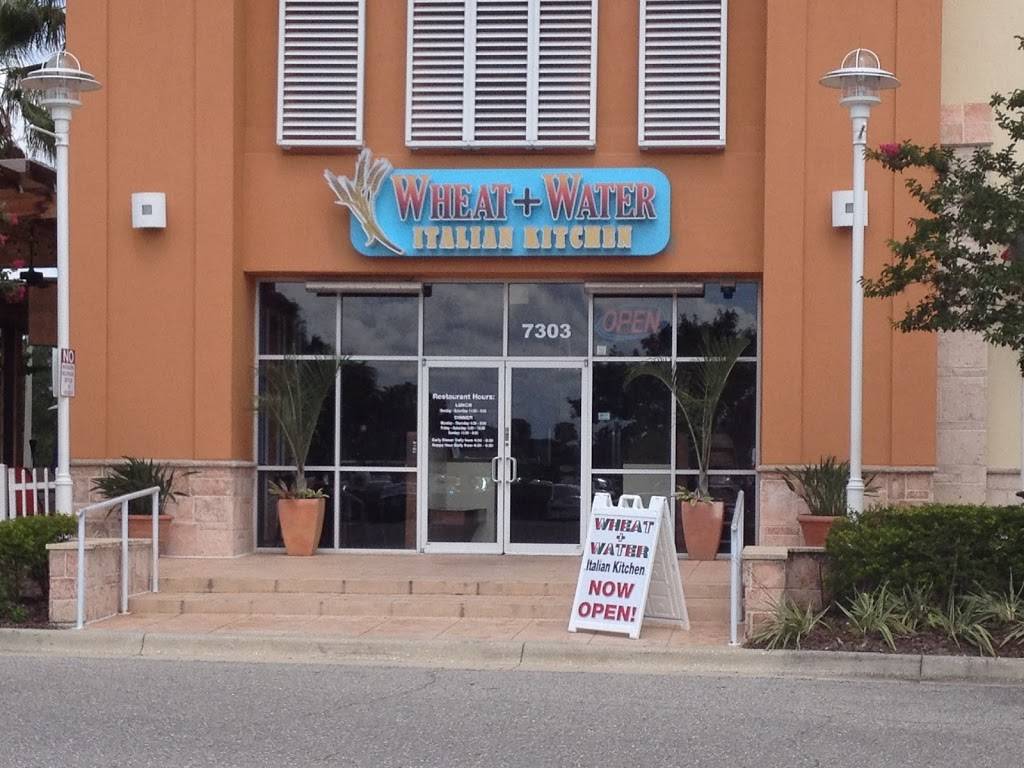 WHEAT + WATER
ITALIAN KITCHEN
7303
OPEN
NO
Restaurant Hours:
LUNCH
DINNER
WHEAT
+
WATER
Italian Kitchen
NOW
OPEN!